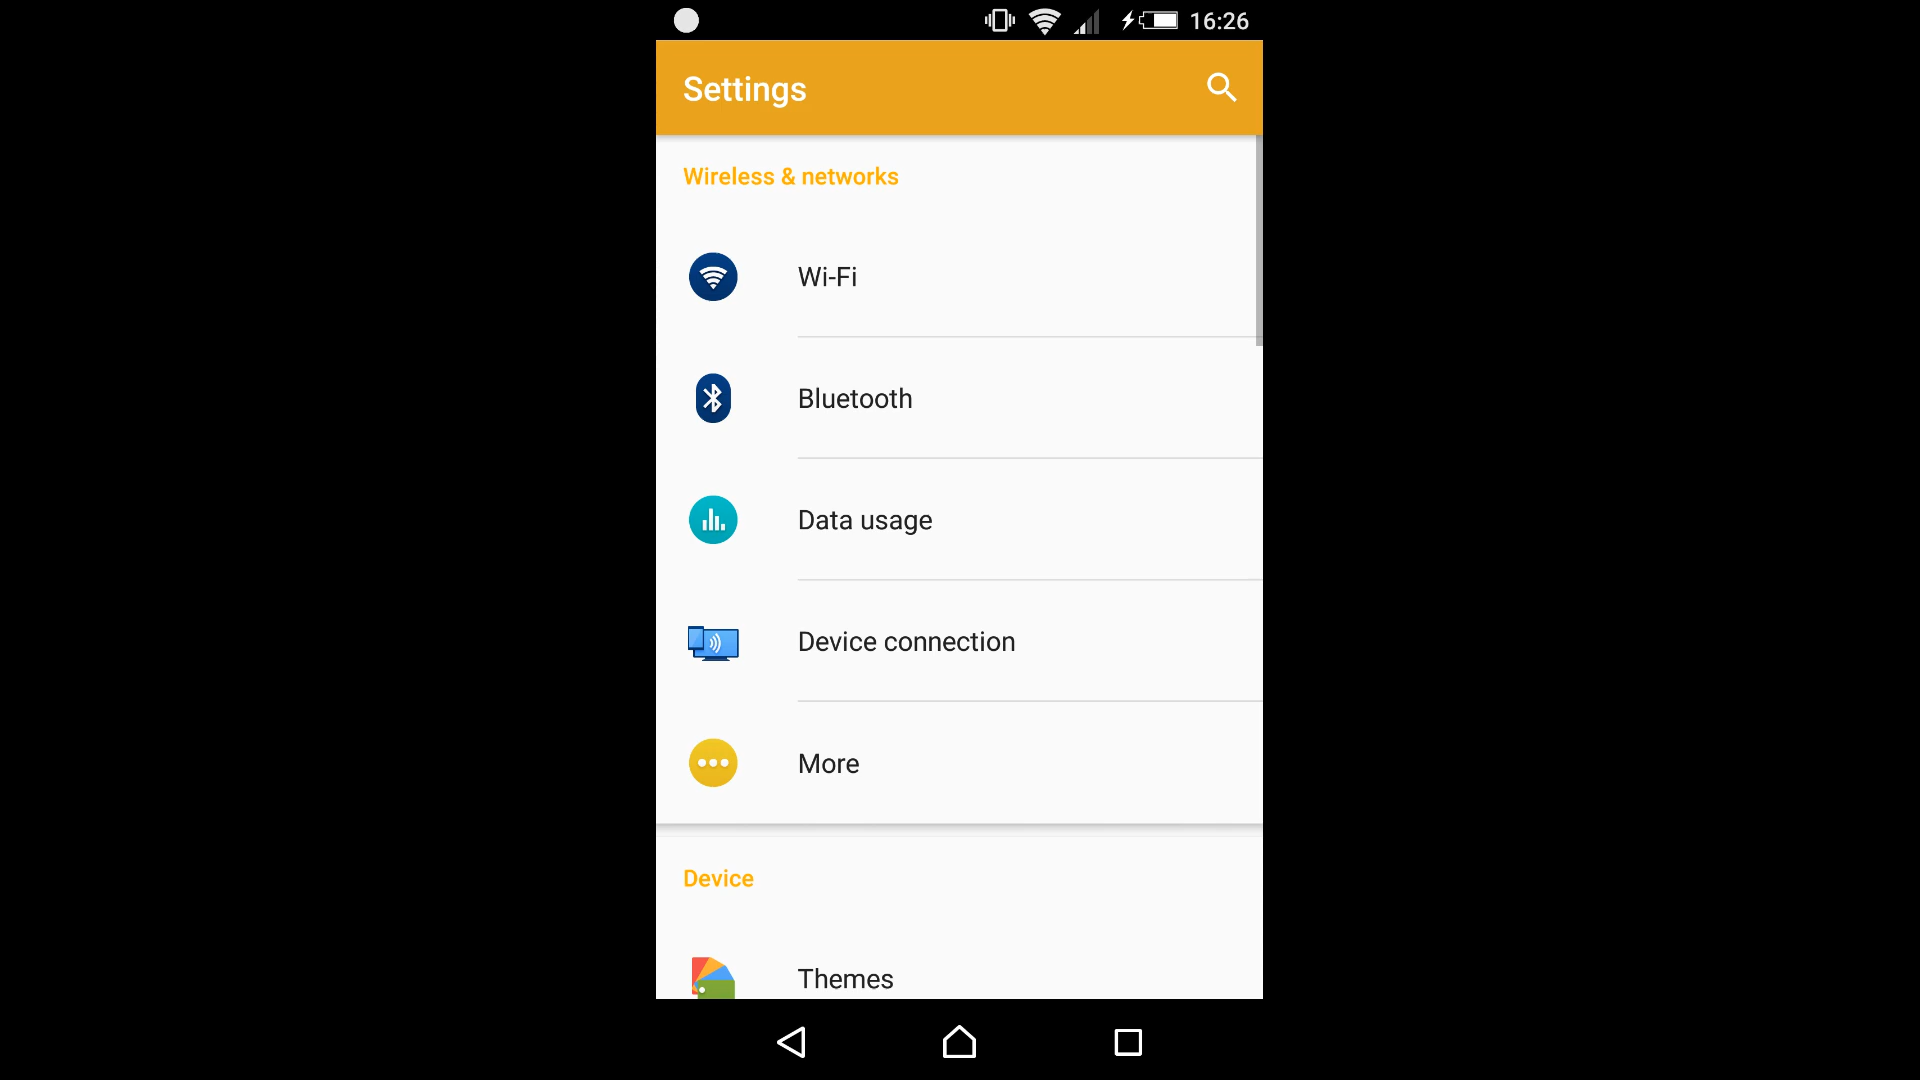 16:26
Settings
Wireless & networks
Wi-Fi
Bluetooth
Data usage
Device connection
More
Device
Themes